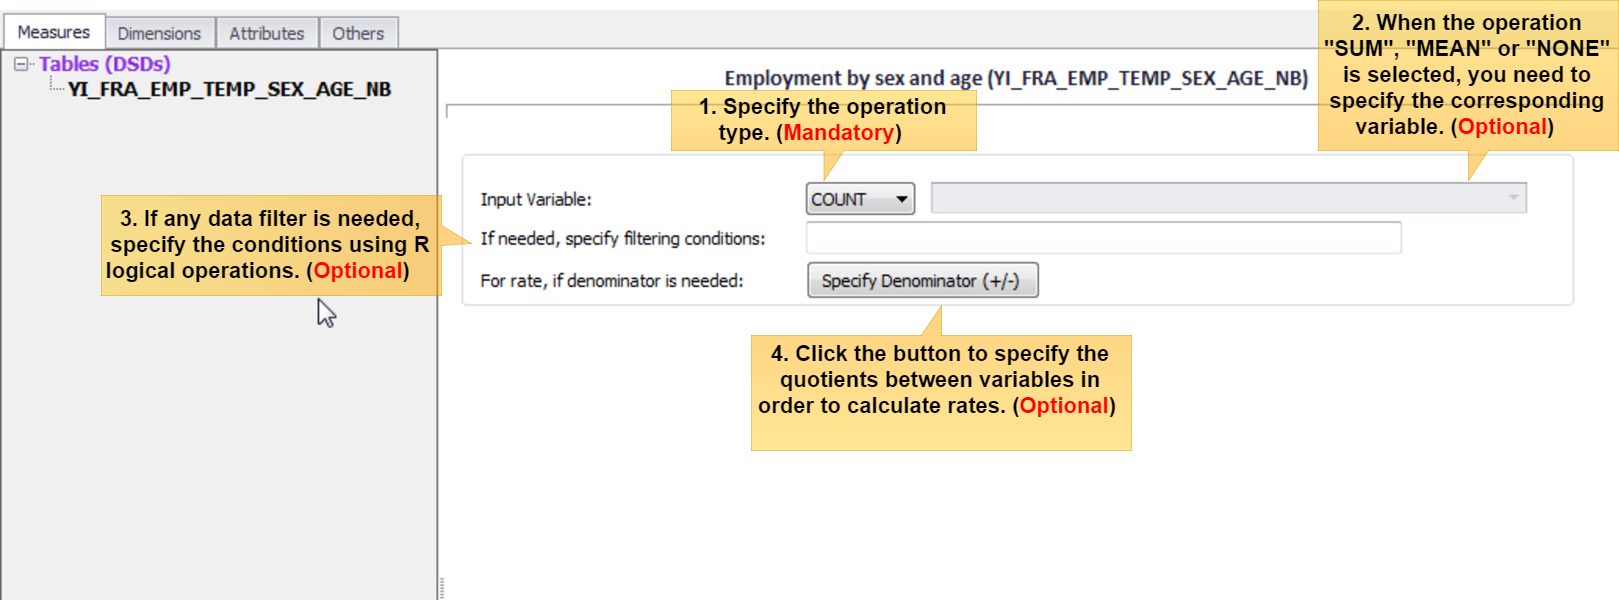 Measures
Dimensions
Attributes
Others
Tables (DSDs)
YI_FRA_EMP_TEMP_SEX_AGE_NB
Employment by sex and age (YI_FRA_EMP_TEMP_SEX_AGE_NB)
1. Specify the operation
type. (Mandatory)
2. When the operation
"SUM", "MEAN" or "NONE"
is selected, you need to
specify the corresponding
variable. (Optional)
Input Variable:
COUNT
3. If any data filter is needed,
specify the conditions using R
logical operations. (Optional)
If needed, specify filtering conditions:
For rate, if denominator is needed:
Specify Denominator (+/-)
4. Click the button to specify the
quotients between variables in
order to calculate rates. (Optional)